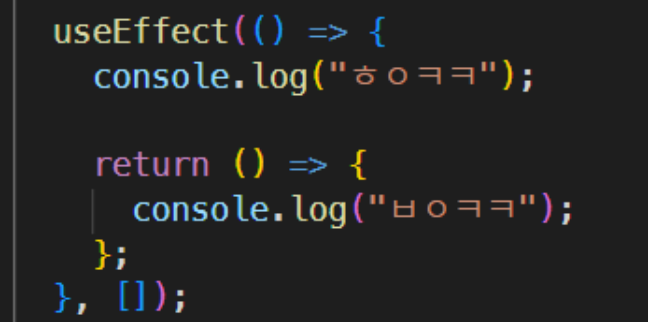 useEffect(() => {
console.log("ㅎㅇㅋㅋ");
return () => {
console.log("ㅂㅇㅋㅋ");
};
}, []);